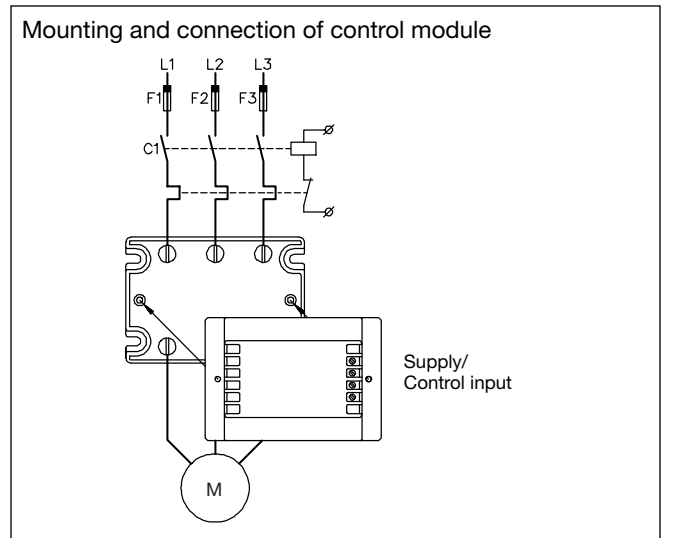 Mounting and connection of control module
L1 L2 L3
F1 F2 F3
C1
Supply/
Control input
M